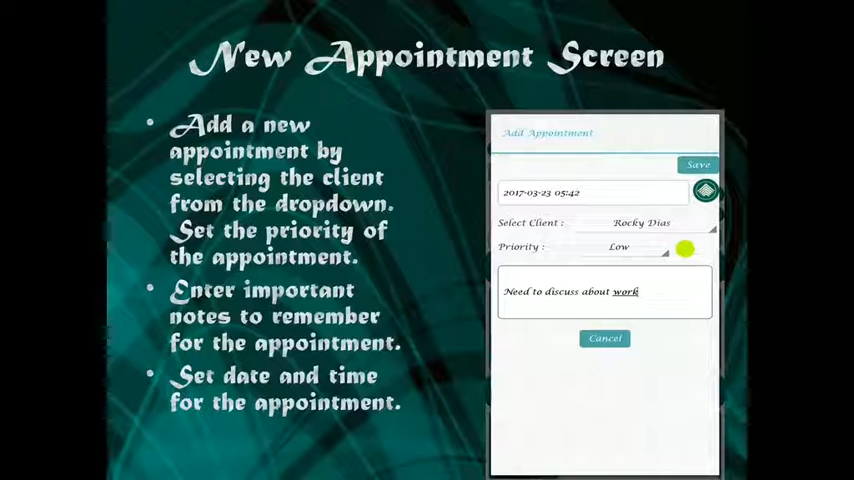 New Appointment Screen
• Add a new
appointment by
selecting the client
from the dropdown.
Set the priority of
the appointment.
• Enter important
notes to remember
for the appointment.
• Set date and time
for the appointment.
Add Appointment
Save
2017-03-23 05:42
Select Client : Rocky Dias
Priority : Low
Need to discuss about work
Cancel